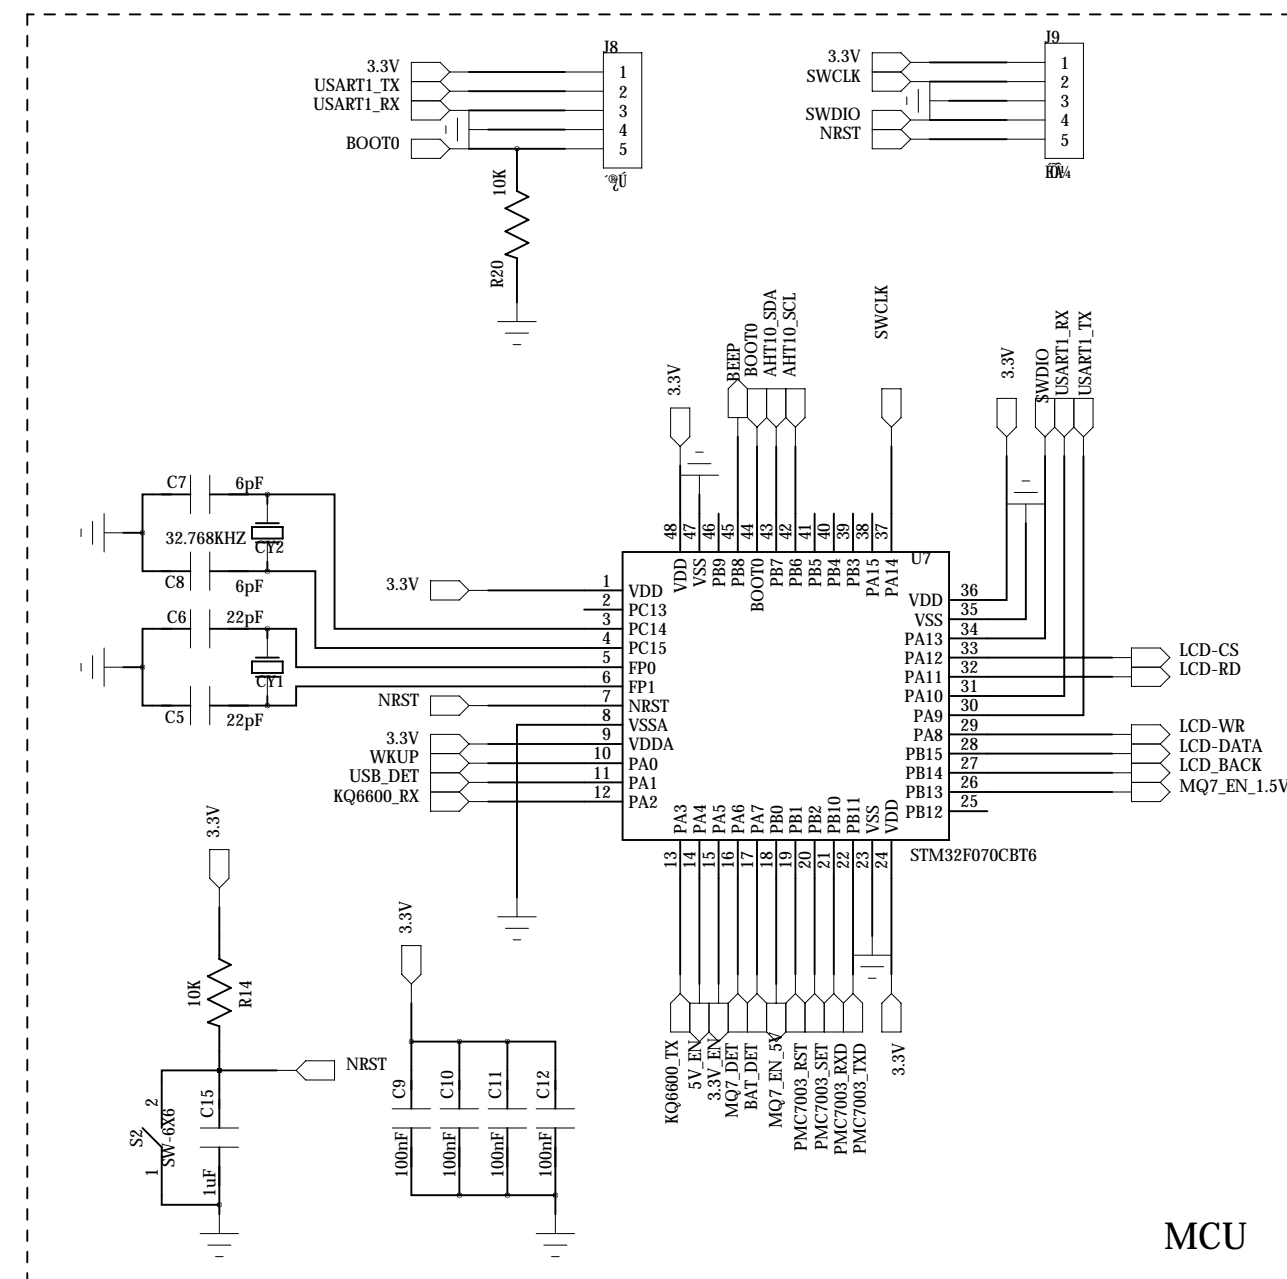 J8
3.3V
USART1_TX
USART1_RX
BOOT0
1
2
3
4
5
10K
R20
J9
3.3V
SWCLK
SWDIO
NRST
1
2
3
4
5
3.3V
BEEP
BOOT0
AHT10_SDA
AHT10_SCL
SWCLK
3.3V
SWDIO
USART1_RX
USART1_TX
C7
6pF
32.768KHZ
CY2
C8
6pF
C6
22pF
CY1
C5
22pF
3.3V
NRST
3.3V
WKUP
USB_DET
KQ6600_RX
48 VDD
47 VSS
46 PB9
45 PB8
44 BOOT0
43 PB7
42 PB6
41 PB5
40 PB4
39 PB3
38 PA15
37 PA14
U7
1 VDD
2 PC13
3 PC14
4 PC15
5 FP0
6 FP1
7 NRST
8 VSSA
9 VDDA
10 PA0
11 PA1
12 PA2
VDD 36
VSS 35
PA13 34
PA12 33
PA11 32
PA10 31
PA9 30
PA8 29
PB15 28
PB14 27
PB13 26
PB12 25
LCD-CS
LCD-RD
LCD-WR
LCD-DATA
LCD_BACK
MQ7_EN_1.5V
PA3 13
PA4 14
PA5 15
PA6 16
PA7 17
PB0 18
PB1 19
PB2 20
PB10 21
PB11 22
VSS 23
VDD 24
STM32F070CBT6
KQ6600_TX
5V_EN
3.3V_EN
MQ7_DET
BAT_DET
MQ7_EN_5V
PMC7003_RST
PMC7003_SET
PMC7003_RXD
PMC7003_TXD
3.3V
3.3V
10K
R14
NRST
S2
SW-6X6
2
1
C15
1uF
3.3V
C9
100nF
C10
100nF
C11
100nF
C12
100nF
MCU